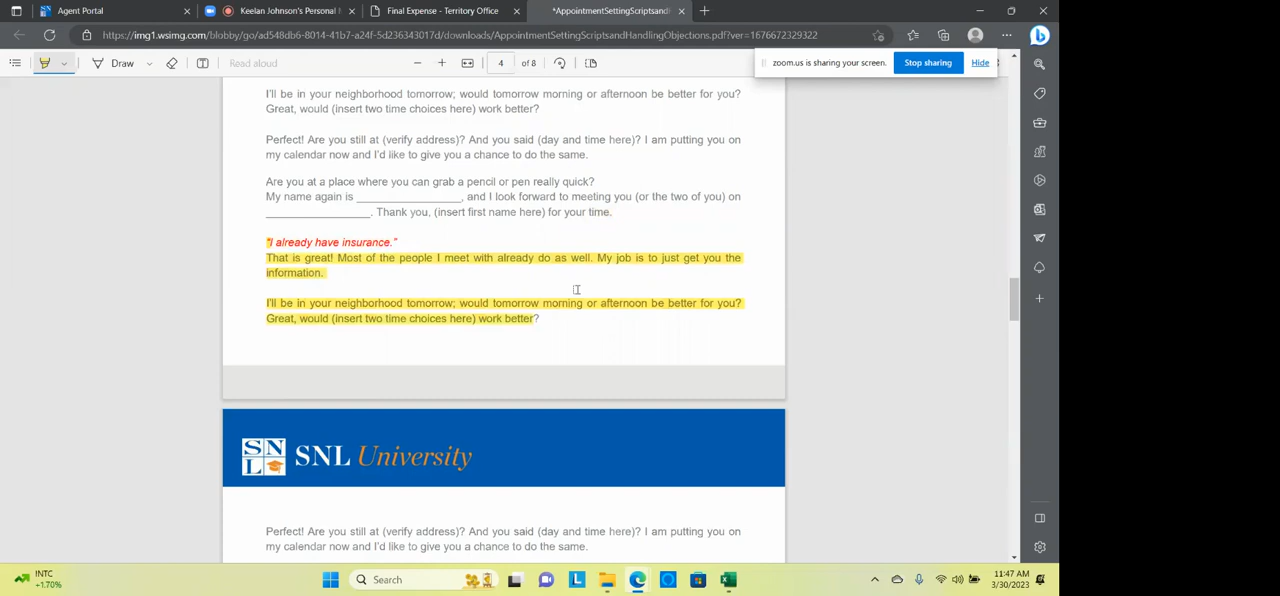 Agent Portal
Keelan Johnson's Personal M
Final Expense - Territory Office
*AppointmentSettingScriptsand
https://img1.wsimg.com/blobby/go/ad548db6-8014-41b7-a24f-5d236343017d/downloads/AppointmentSettingScriptsandHandlingObjections.pdf?ver=1676672329322
Draw
Read aloud
4 of 8
zoom.us is sharing your screen. Stop sharing Hide
I'll be in your neighborhood tomorrow; would tomorrow morning or afternoon be better for you?
Great, would (insert two time choices here) work better?
Perfect! Are you still at (verify address)? And you said (day and time here)? I am putting you on
my calendar now and I'd like to give you a chance to do the same.
Are you at a place where you can grab a pencil or pen really quick?
My name again is _________________, and I look forward to meeting you (or the two of you) on
_________________. Thank you, (insert first name here) for your time.
"I already have insurance."
That is great! Most of the people I meet with already do as well. My job is to just get you the
information.
I'll be in your neighborhood tomorrow; would tomorrow morning or afternoon be better for you?
Great, would (insert two time choices here) work better?
SN
L
SNL University
Perfect! Are you still at (verify address)? And you said (day and time here)? I am putting you on
my calendar now and I'd like to give you a chance to do the same.
INTC
+1.70%
Search
11:47 AM
3/30/2023